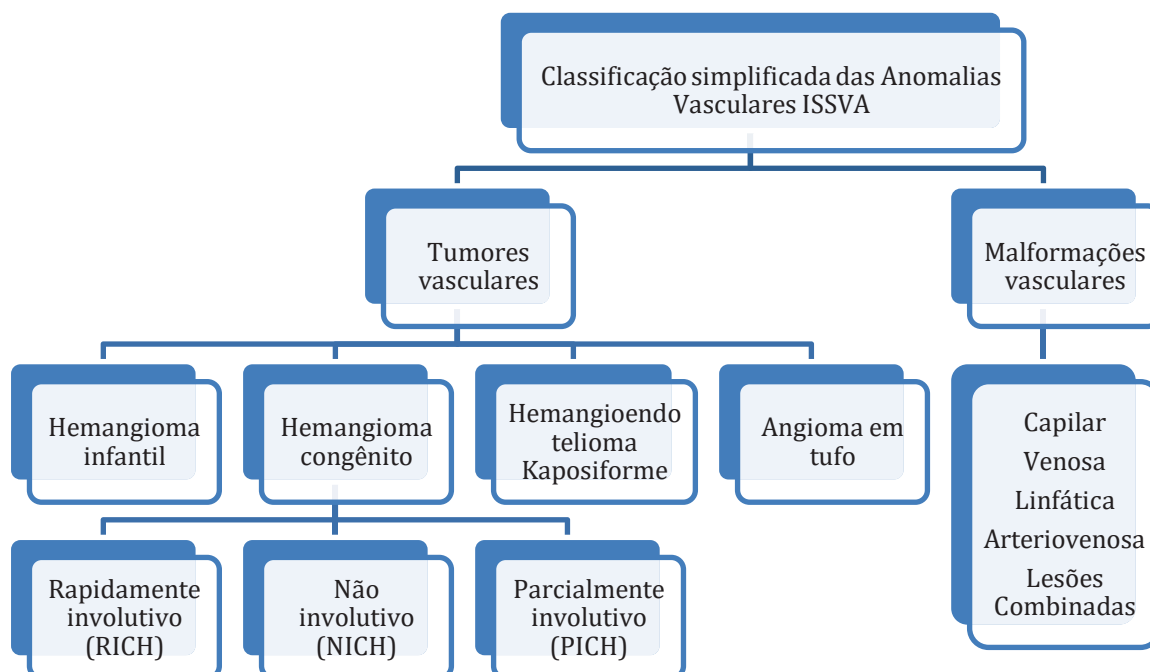 Classificação simplificada das Anomalias
Vasculares ISSVA
Tumores
vasculares
Malformações
vasculares
Hemangioma
infantil
Hemangioma
congênito
Hemangioendo
telioma
Kaposiforme
Angioma em
tufo
Capilar
Venosa
Linfática
Arteriovenosa
Lesões
Combinadas
Rapidamente
involutivo
(RICH)
Não
involutivo
(NICH)
Parcialmente
involutivo
(PICH)